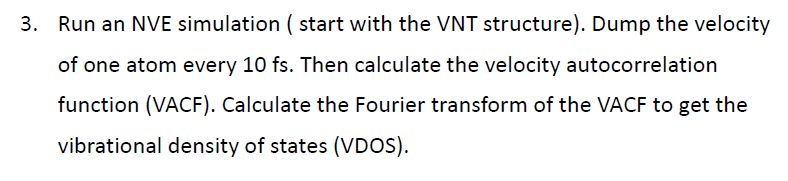 3. Run an NVE simulation ( start with the VNT structure). Dump the velocity
of one atom every 10 fs. Then calculate the velocity autocorrelation
function (VACF). Calculate the Fourier transform of the VACF to get the
vibrational density of states (VDOS).